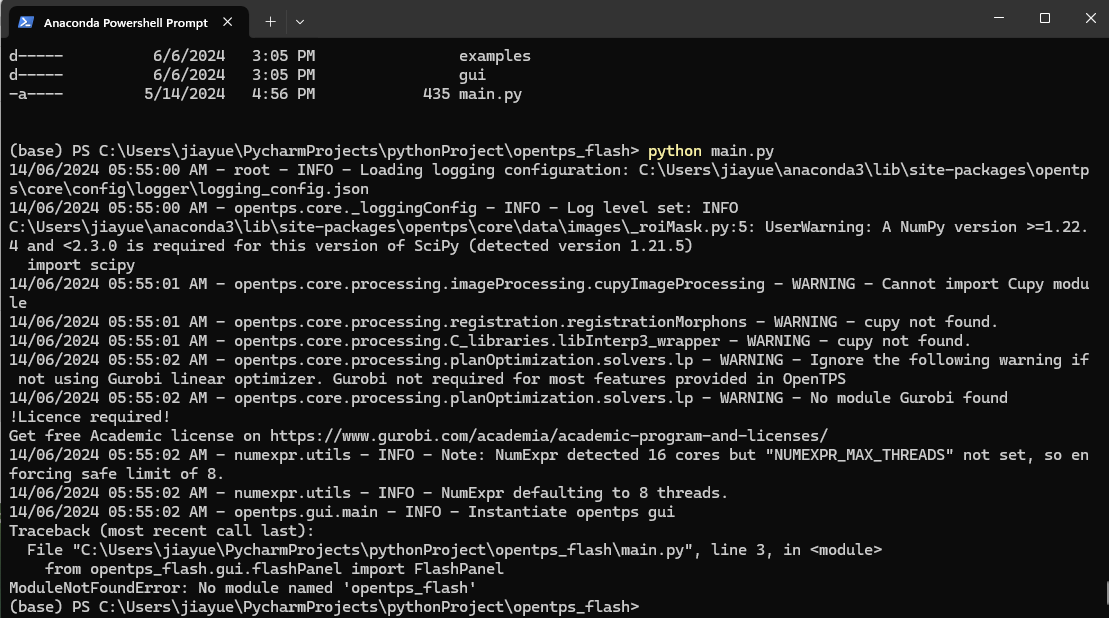 Anaconda Powershell Prompt
d-----          6/6/2024   3:05 PM                examples
d-----          6/6/2024   3:05 PM                gui
-a----         5/14/2024   4:56 PM            435 main.py
(base) PS C:\Users\jiayue\PycharmProjects\pythonProject\opentps_flash> python main.py
14/06/2024 05:55:00 AM - root - INFO - Loading logging configuration: C:\Users\jiayue\anaconda3\lib\site-packages\opentp
s\core\config\logger\logging_config.json
14/06/2024 05:55:00 AM - opentps.core._loggingConfig - INFO - Log level set: INFO
C:\Users\jiayue\anaconda3\lib\site-packages\opentps\core\data\images\_roiMask.py:5: UserWarning: A NumPy version >=1.22.
4 and <2.3.0 is required for this version of SciPy (detected version 1.21.5)
  import scipy
14/06/2024 05:55:01 AM - opentps.core.processing.imageProcessing.cupyImageProcessing - WARNING - Cannot import Cupy modu
le
14/06/2024 05:55:01 AM - opentps.core.processing.registration.registrationMorphons - WARNING - cupy not found.
14/06/2024 05:55:01 AM - opentps.core.processing.C_libraries.libInterp3_wrapper - WARNING - cupy not found.
14/06/2024 05:55:02 AM - opentps.core.processing.planOptimization.solvers.lp - WARNING - Ignore the following warning if
 not using Gurobi linear optimizer. Gurobi not required for most features provided in OpenTPS
14/06/2024 05:55:02 AM - opentps.core.processing.planOptimization.solvers.lp - WARNING - No module Gurobi found
!Licence required!
Get free Academic license on https://www.gurobi.com/academia/academic-program-and-licenses/
14/06/2024 05:55:02 AM - numexpr.utils - INFO - Note: NumExpr detected 16 cores but "NUMEXPR_MAX_THREADS" not set, so en
forcing safe limit of 8.
14/06/2024 05:55:02 AM - numexpr.utils - INFO - NumExpr defaulting to 8 threads.
14/06/2024 05:55:02 AM - opentps.gui.main - INFO - Instantiate opentps gui
Traceback (most recent call last):
  File "C:\Users\jiayue\PycharmProjects\pythonProject\opentps_flash\main.py", line 3, in <module>
    from opentps_flash.gui.flashPanel import FlashPanel
ModuleNotFoundError: No module named 'opentps_flash'
(base) PS C:\Users\jiayue\PycharmProjects\pythonProject\opentps_flash>